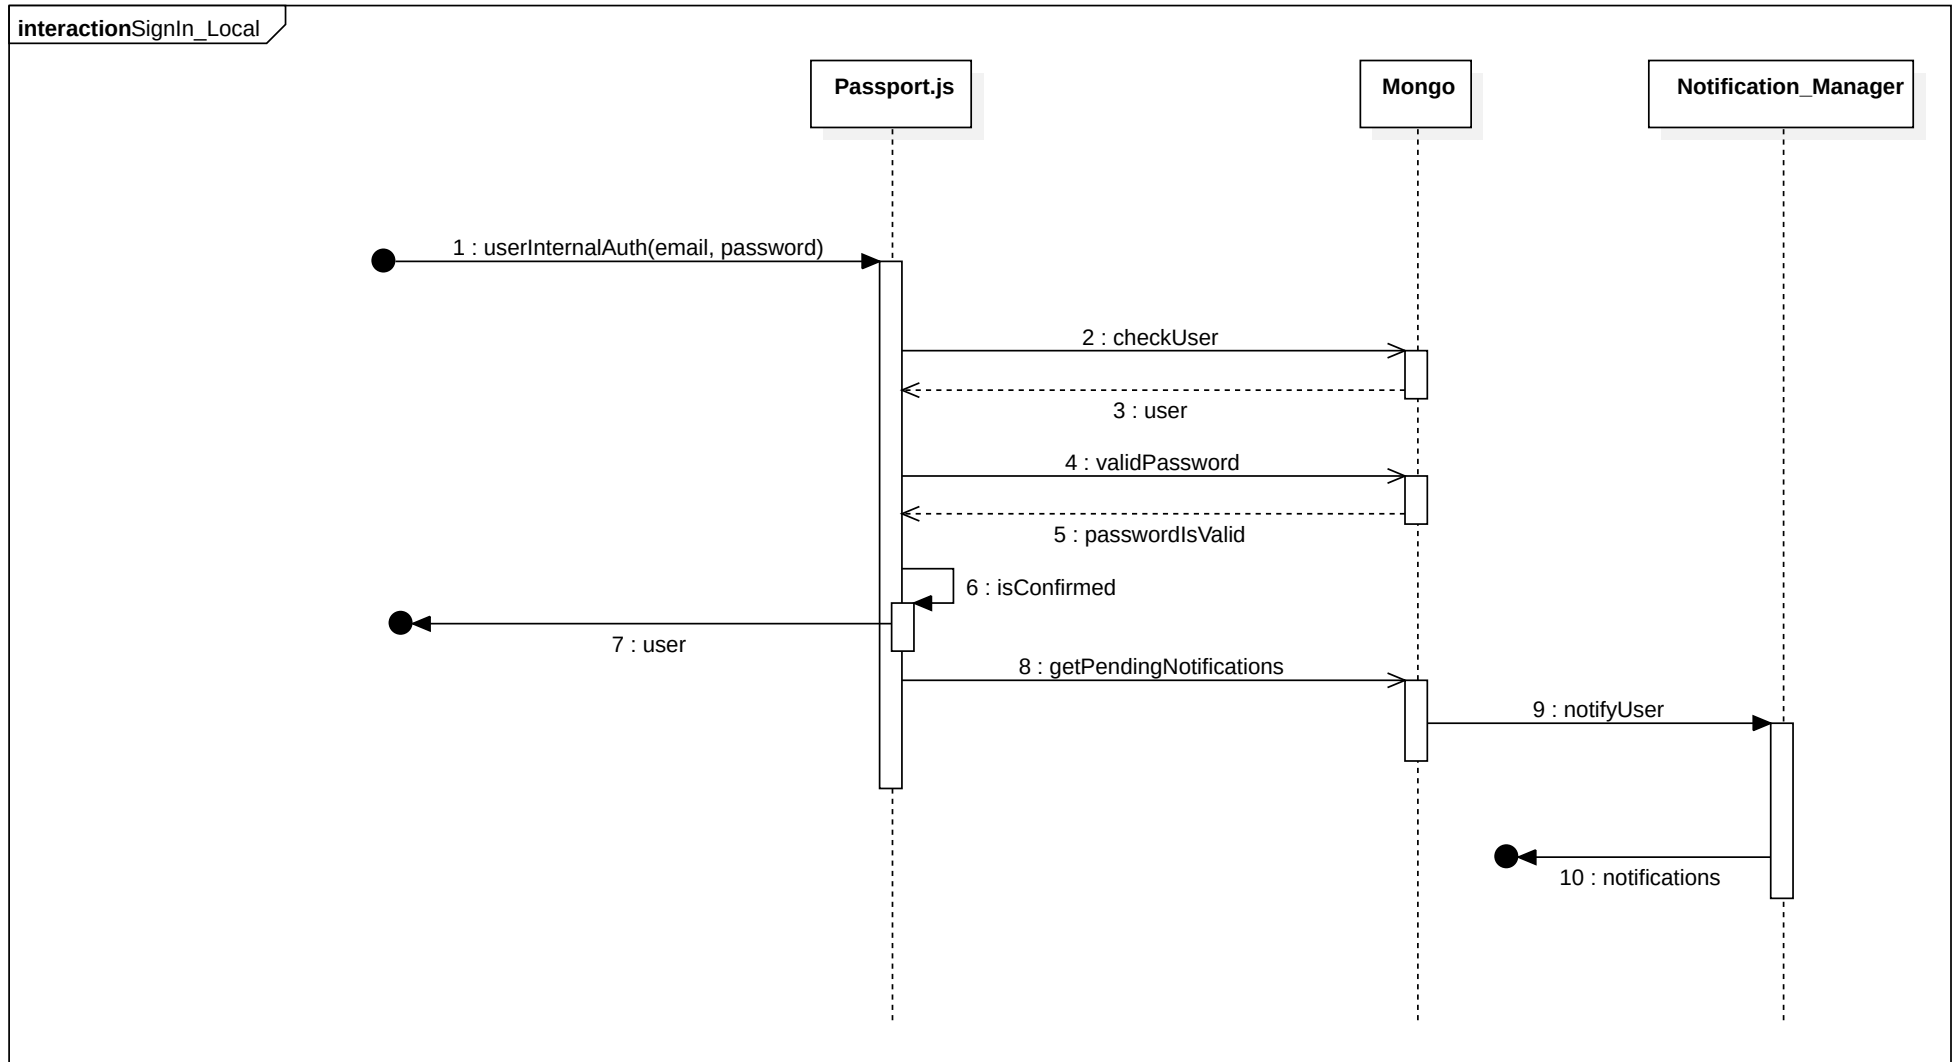 interactionSignIn_Local
Passport.js
Mongo
Notification_Manager
1 : userInternalAuth(email, password)
2 : checkUser
3 : user
4 : validPassword
5 : passwordIsValid
6 : isConfirmed
7 : user
8 : getPendingNotifications
9 : notifyUser
10 : notifications